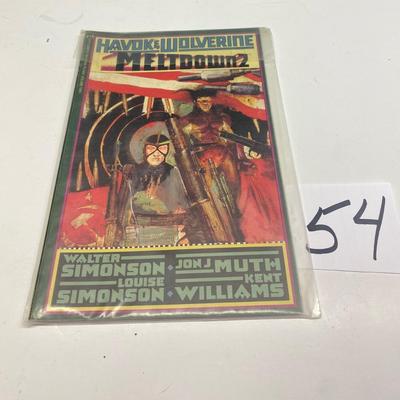 HAVOK & WOLVERINE
MELTDOWN 2
WALTER
SIMONSON • JON J MUTH
LOUISE KENT
SIMONSON • WILLIAMS
54